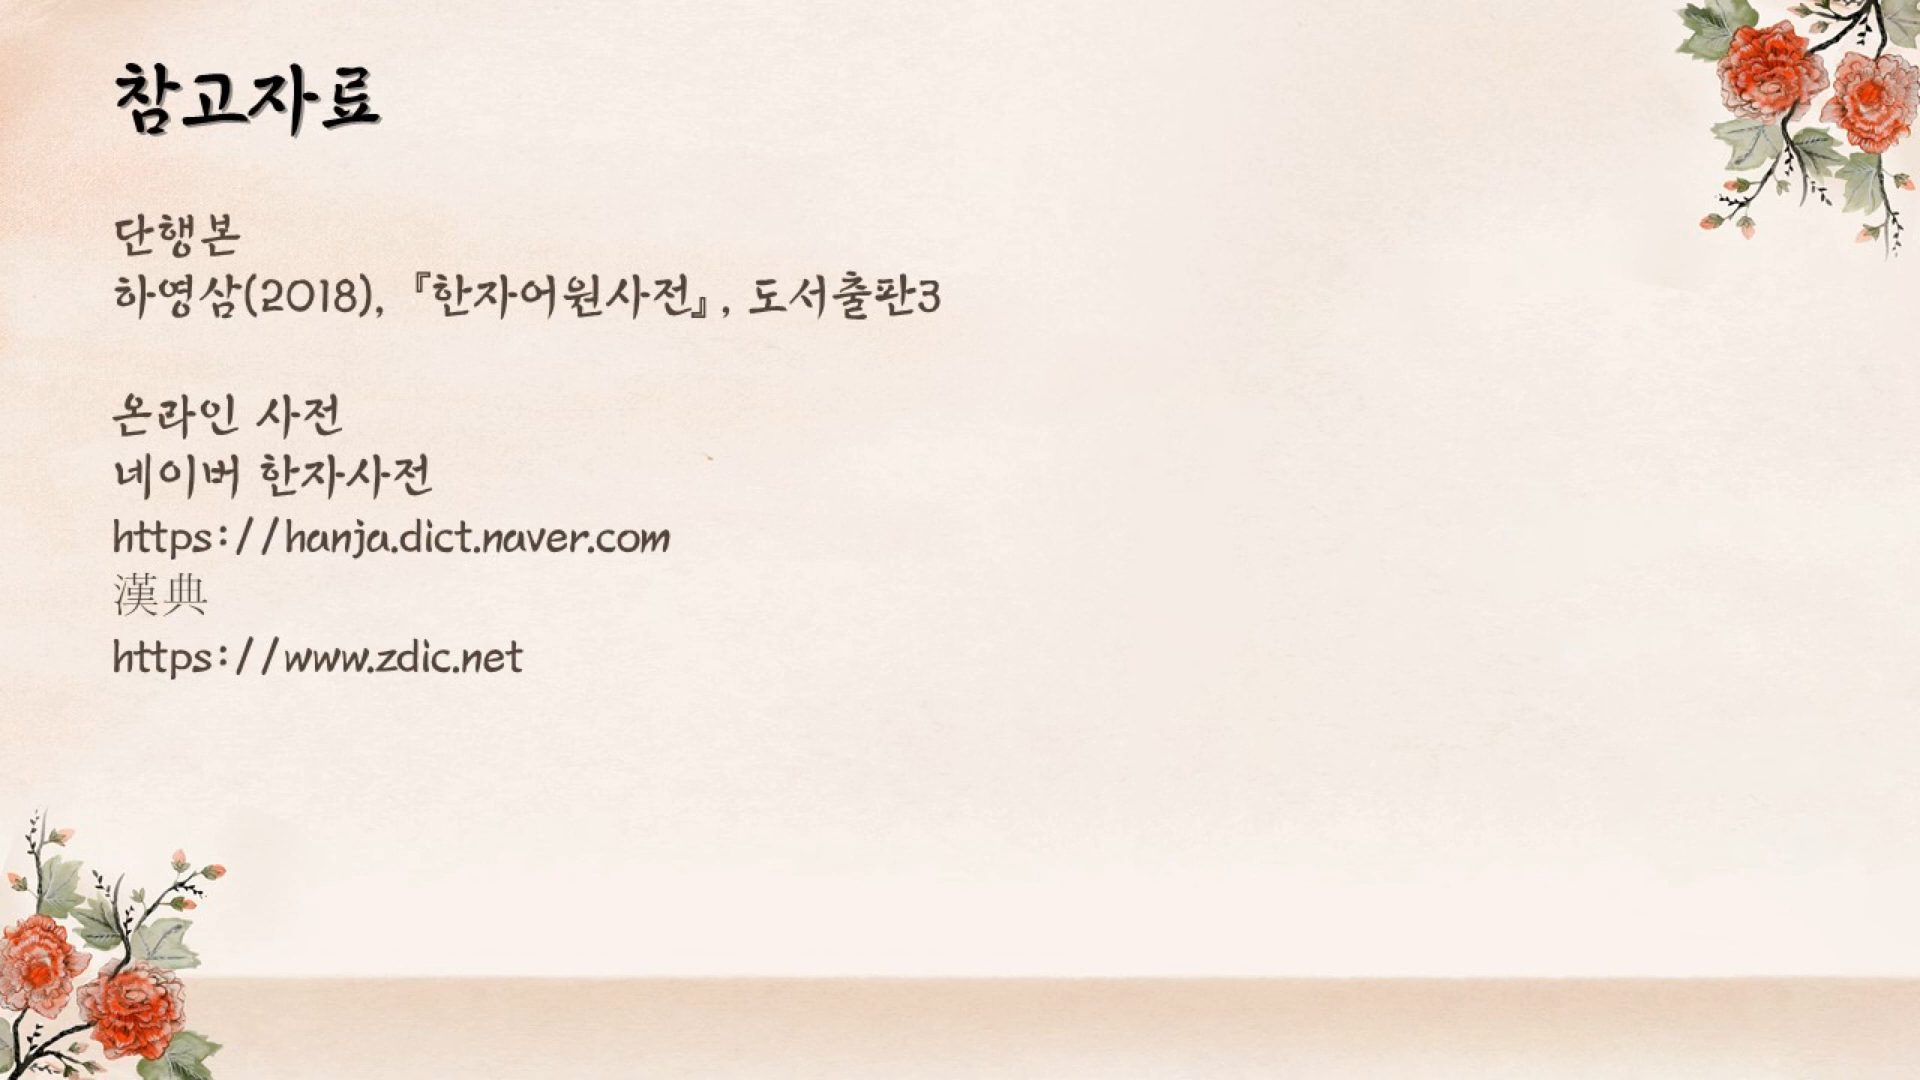 참고자료
단행본
하영삼(2018), 『한자어원사전』, 도서출판3
온라인 사전
네이버 한자사전
https://hanja.dict.naver.com
漢典
https://www.zdic.net